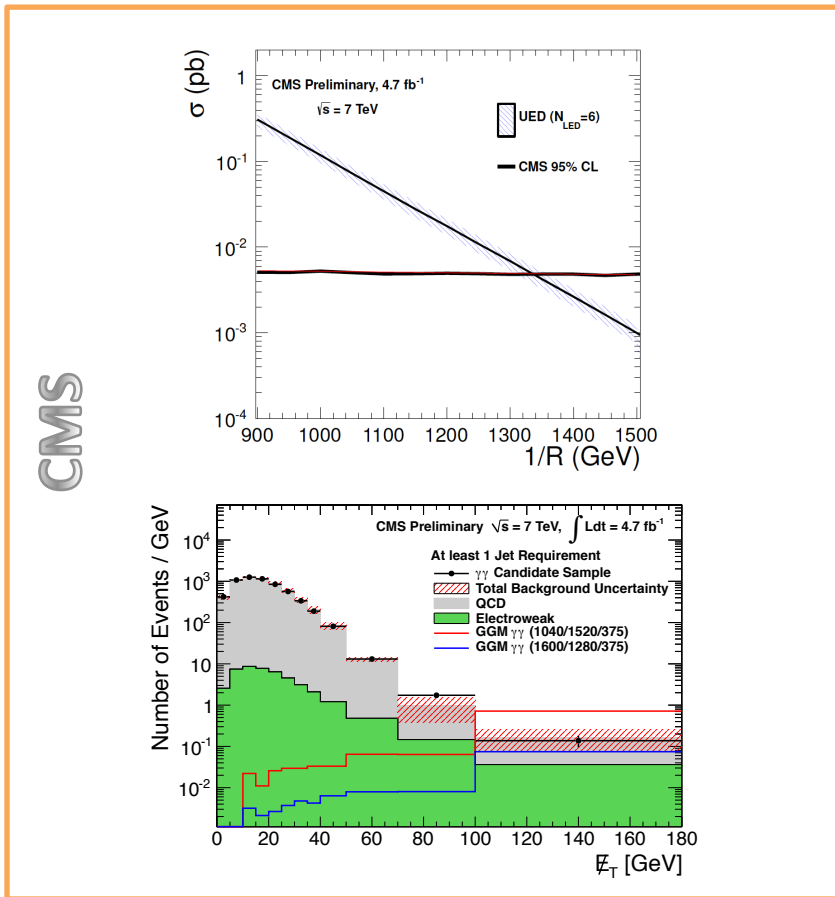 CMS
σ (pb)
CMS Preliminary, 4.7 fb⁻¹
√s = 7 TeV
UED (N_LED=6)
CMS 95% CL
1
10⁻¹
10⁻²
10⁻³
10⁻⁴
900 1000 1100 1200 1300 1400 1500
1/R (GeV)
Number of Events / GeV
CMS Preliminary √s = 7 TeV, ∫ Ldt = 4.7 fb⁻¹
At least 1 Jet Requirement
γγ Candidate Sample
Total Background Uncertainty
QCD
Electroweak
GGM γγ (1040/1520/375)
GGM γγ (1600/1280/375)
10⁴
10³
10²
10
1
10⁻¹
10⁻²
0 20 40 60 80 100 120 140 160 180
E̸_T [GeV]